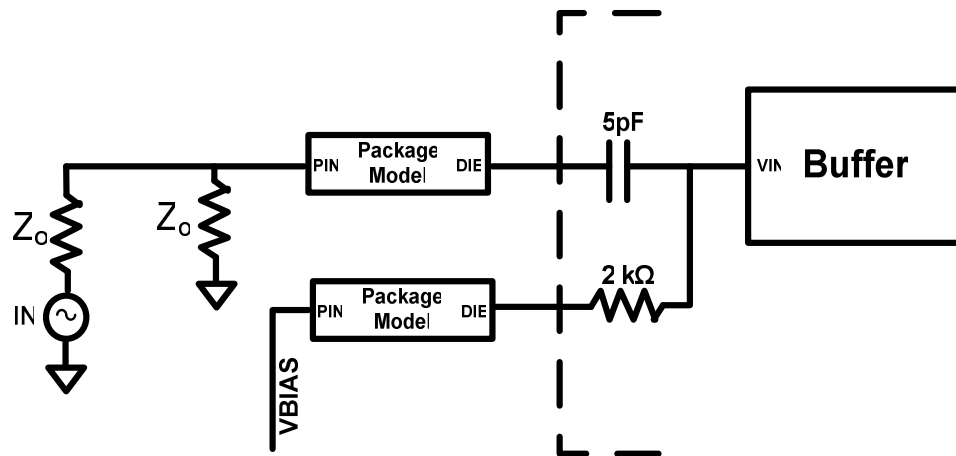 5pF
PIN
Package
Model
DIE
VIN
Buffer
Zo
Zo
2 kΩ
IN
PIN
Package
Model
DIE
VBIAS